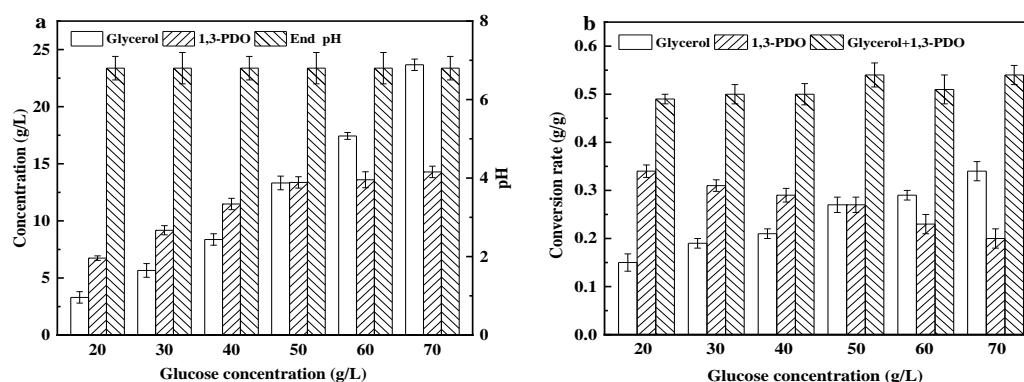 a
Glycerol 1,3-PDO End pH
Concentration (g/L)
25
20
15
10
5
0
8
6
4
2
0
pH
20 30 40 50 60 70
Glucose concentration (g/L)
b
Glycerol 1,3-PDO Glycerol+1,3-PDO
Conversion rate (g/g)
0.6
0.5
0.4
0.3
0.2
0.1
0.0
20 30 40 50 60 70
Glucose concentration (g/L)